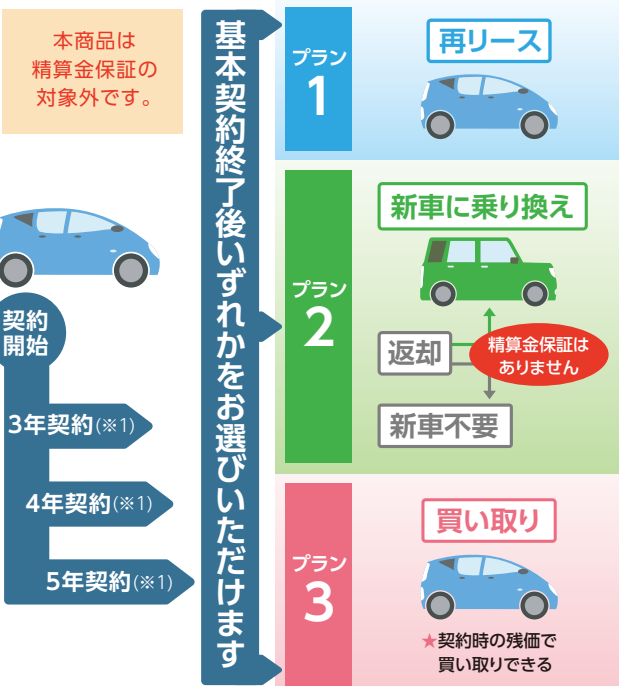 本商品は
精算金保証の
対象外です。
契約
開始
3年契約(※1)
4年契約(※1)
5年契約(※1)
基本契約終了後いずれかをお選びいただけます
プラン
1
再リース
プラン
2
新車に乗り換え
返却
精算金保証は
ありません
新車不要
プラン
3
買い取り
★契約時の残価で
買い取りできる